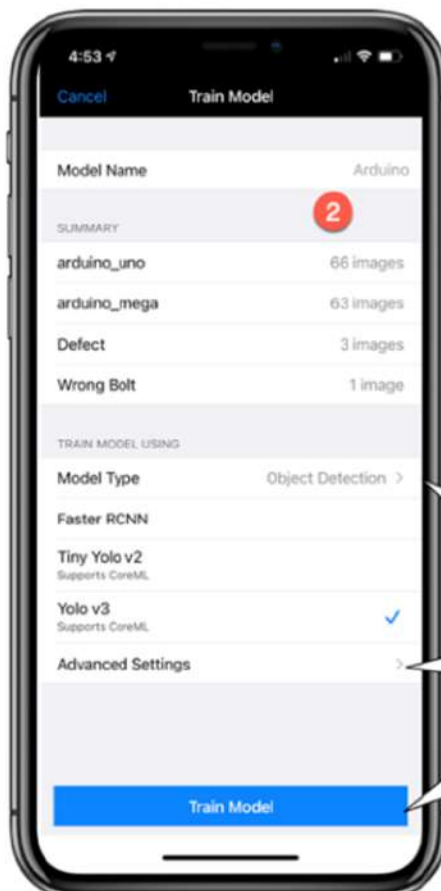 4:53
Cancel Train Model
Model Name Arduino
2
SUMMARY
arduino_uno 66 images
arduino_mega 63 images
Defect 3 images
Wrong Bolt 1 image
TRAIN MODEL USING
Model Type Object Detection >
Faster RCNN
Tiny Yolo v2
Supports CoreML
Yolo v3
Supports CoreML
Advanced Settings >
Train Model